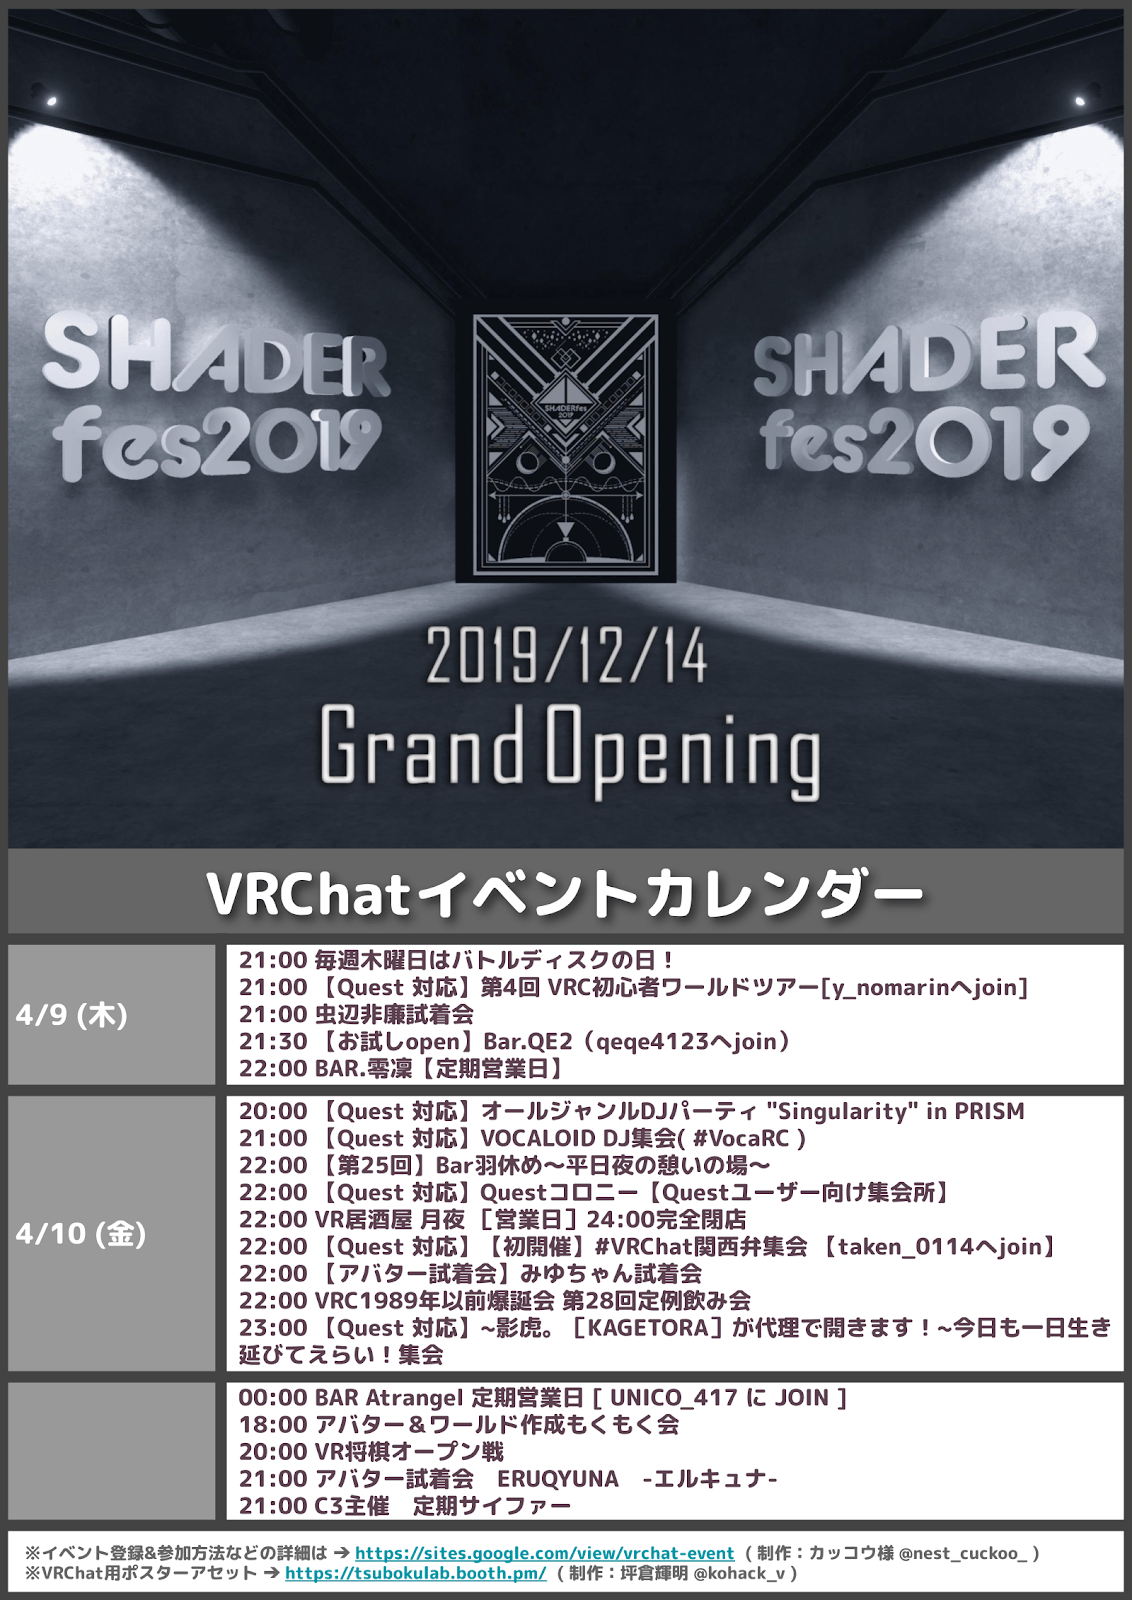 SHADER
fes2019
SHADER
fes2019
SHADERfes
2019
2019/12/14
Grand Opening
VRChatイベントカレンダー
4/9 (木)
21:00 毎週木曜日はバトルディスクの日！
21:00 【Quest 対応】第4回 VRC初心者ワールドツアー[y_nomarinへjoin]
21:00 虫辺非廉試着会
21:30 【お試しopen】Bar.QE2（qeqe4123へjoin）
22:00 BAR.零凜【定期営業日】
4/10 (金)
20:00 【Quest 対応】オールジャンルDJパーティ "Singularity" in PRISM
21:00 【Quest 対応】VOCALOID DJ集会( #VocaRC )
22:00 【第25回】Bar羽休め～平日夜の憩いの場～
22:00 【Quest 対応】Questコロニー【Questユーザー向け集会所】
22:00 VR居酒屋 月夜 ［営業日］24:00完全閉店
22:00 【Quest 対応】【初開催】#VRChat関西弁集会 【taken_0114へjoin】
22:00 【アバター試着会】みゆちゃん試着会
22:00 VRC1989年以前爆誕会 第28回定例飲み会
23:00 【Quest 対応】~影虎。［KAGETORA］が代理で開きます！~今日も一日生き
延びてえらい！集会
00:00 BAR Atrangel 定期営業日 [ UNICO_417 に JOIN ]
18:00 アバター＆ワールド作成もくもく会
20:00 VR将棋オープン戦
21:00 アバター試着会　ERUQYUNA　-エルキュナ-
21:00 C3主催　定期サイファー
※イベント登録&参加方法などの詳細は → https://sites.google.com/view/vrchat-event ( 制作：カッコウ様 @nest_cuckoo_ )
※VRChat用ポスターアセット → https://tsubokulab.booth.pm/ ( 制作：坪倉輝明 @kohack_v )